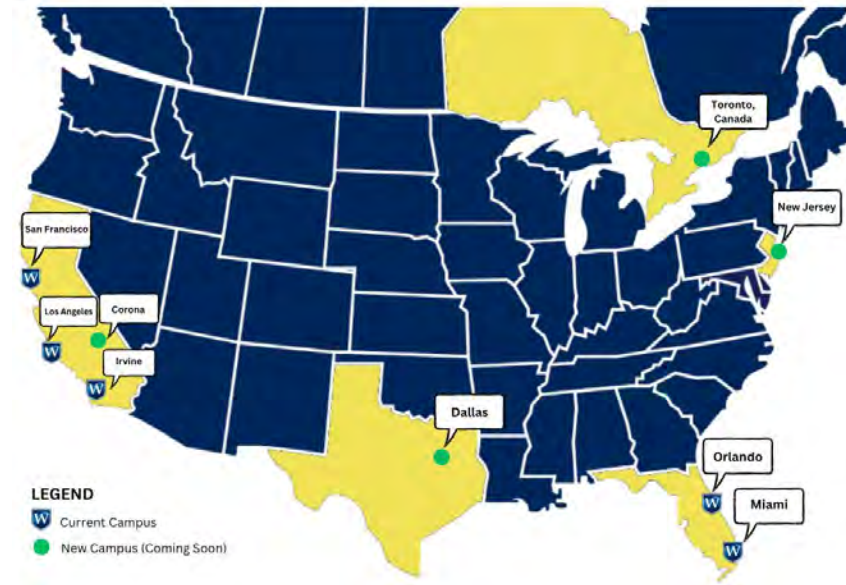 Toronto,
Canada
New Jersey
San Francisco
W
Los Angeles
Corona
W
Irvine
W
Dallas
Orlando
W
Miami
W
LEGEND
W Current Campus
New Campus (Coming Soon)